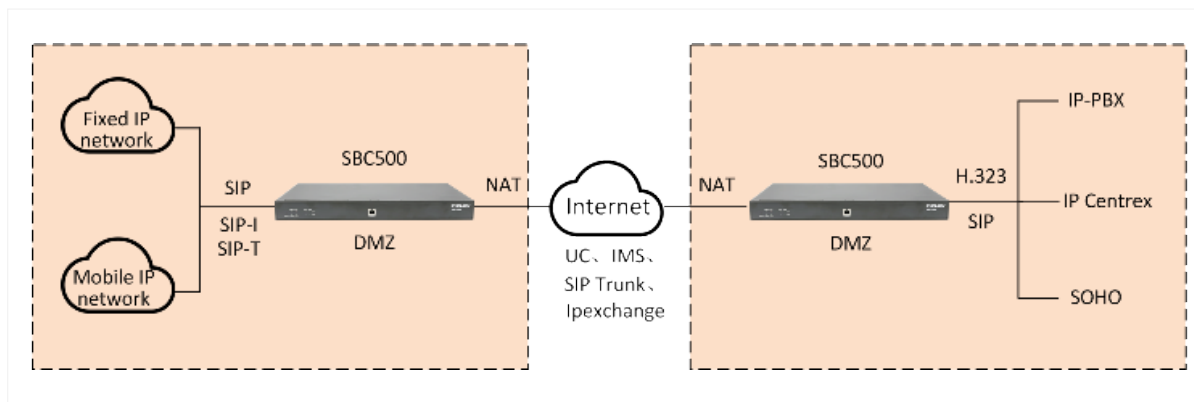 Fixed IP
network
SBC500
SIP
SIP-I
SIP-T
DMZ
NAT
Mobile IP
network
Internet
UC、IMS、
SIP Trunk、
Ipexchange
NAT
SBC500
DMZ
H.323
SIP
IP-PBX
IP Centrex
SOHO